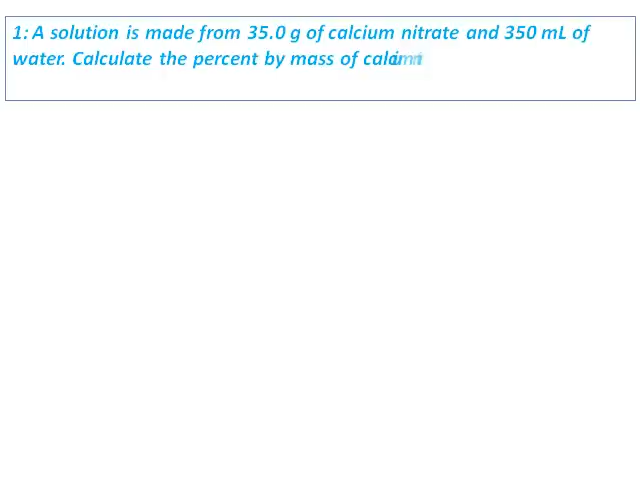 1: A solution is made from 35.0 g of calcium nitrate and 350 mL of
water. Calculate the percent by mass of calcium